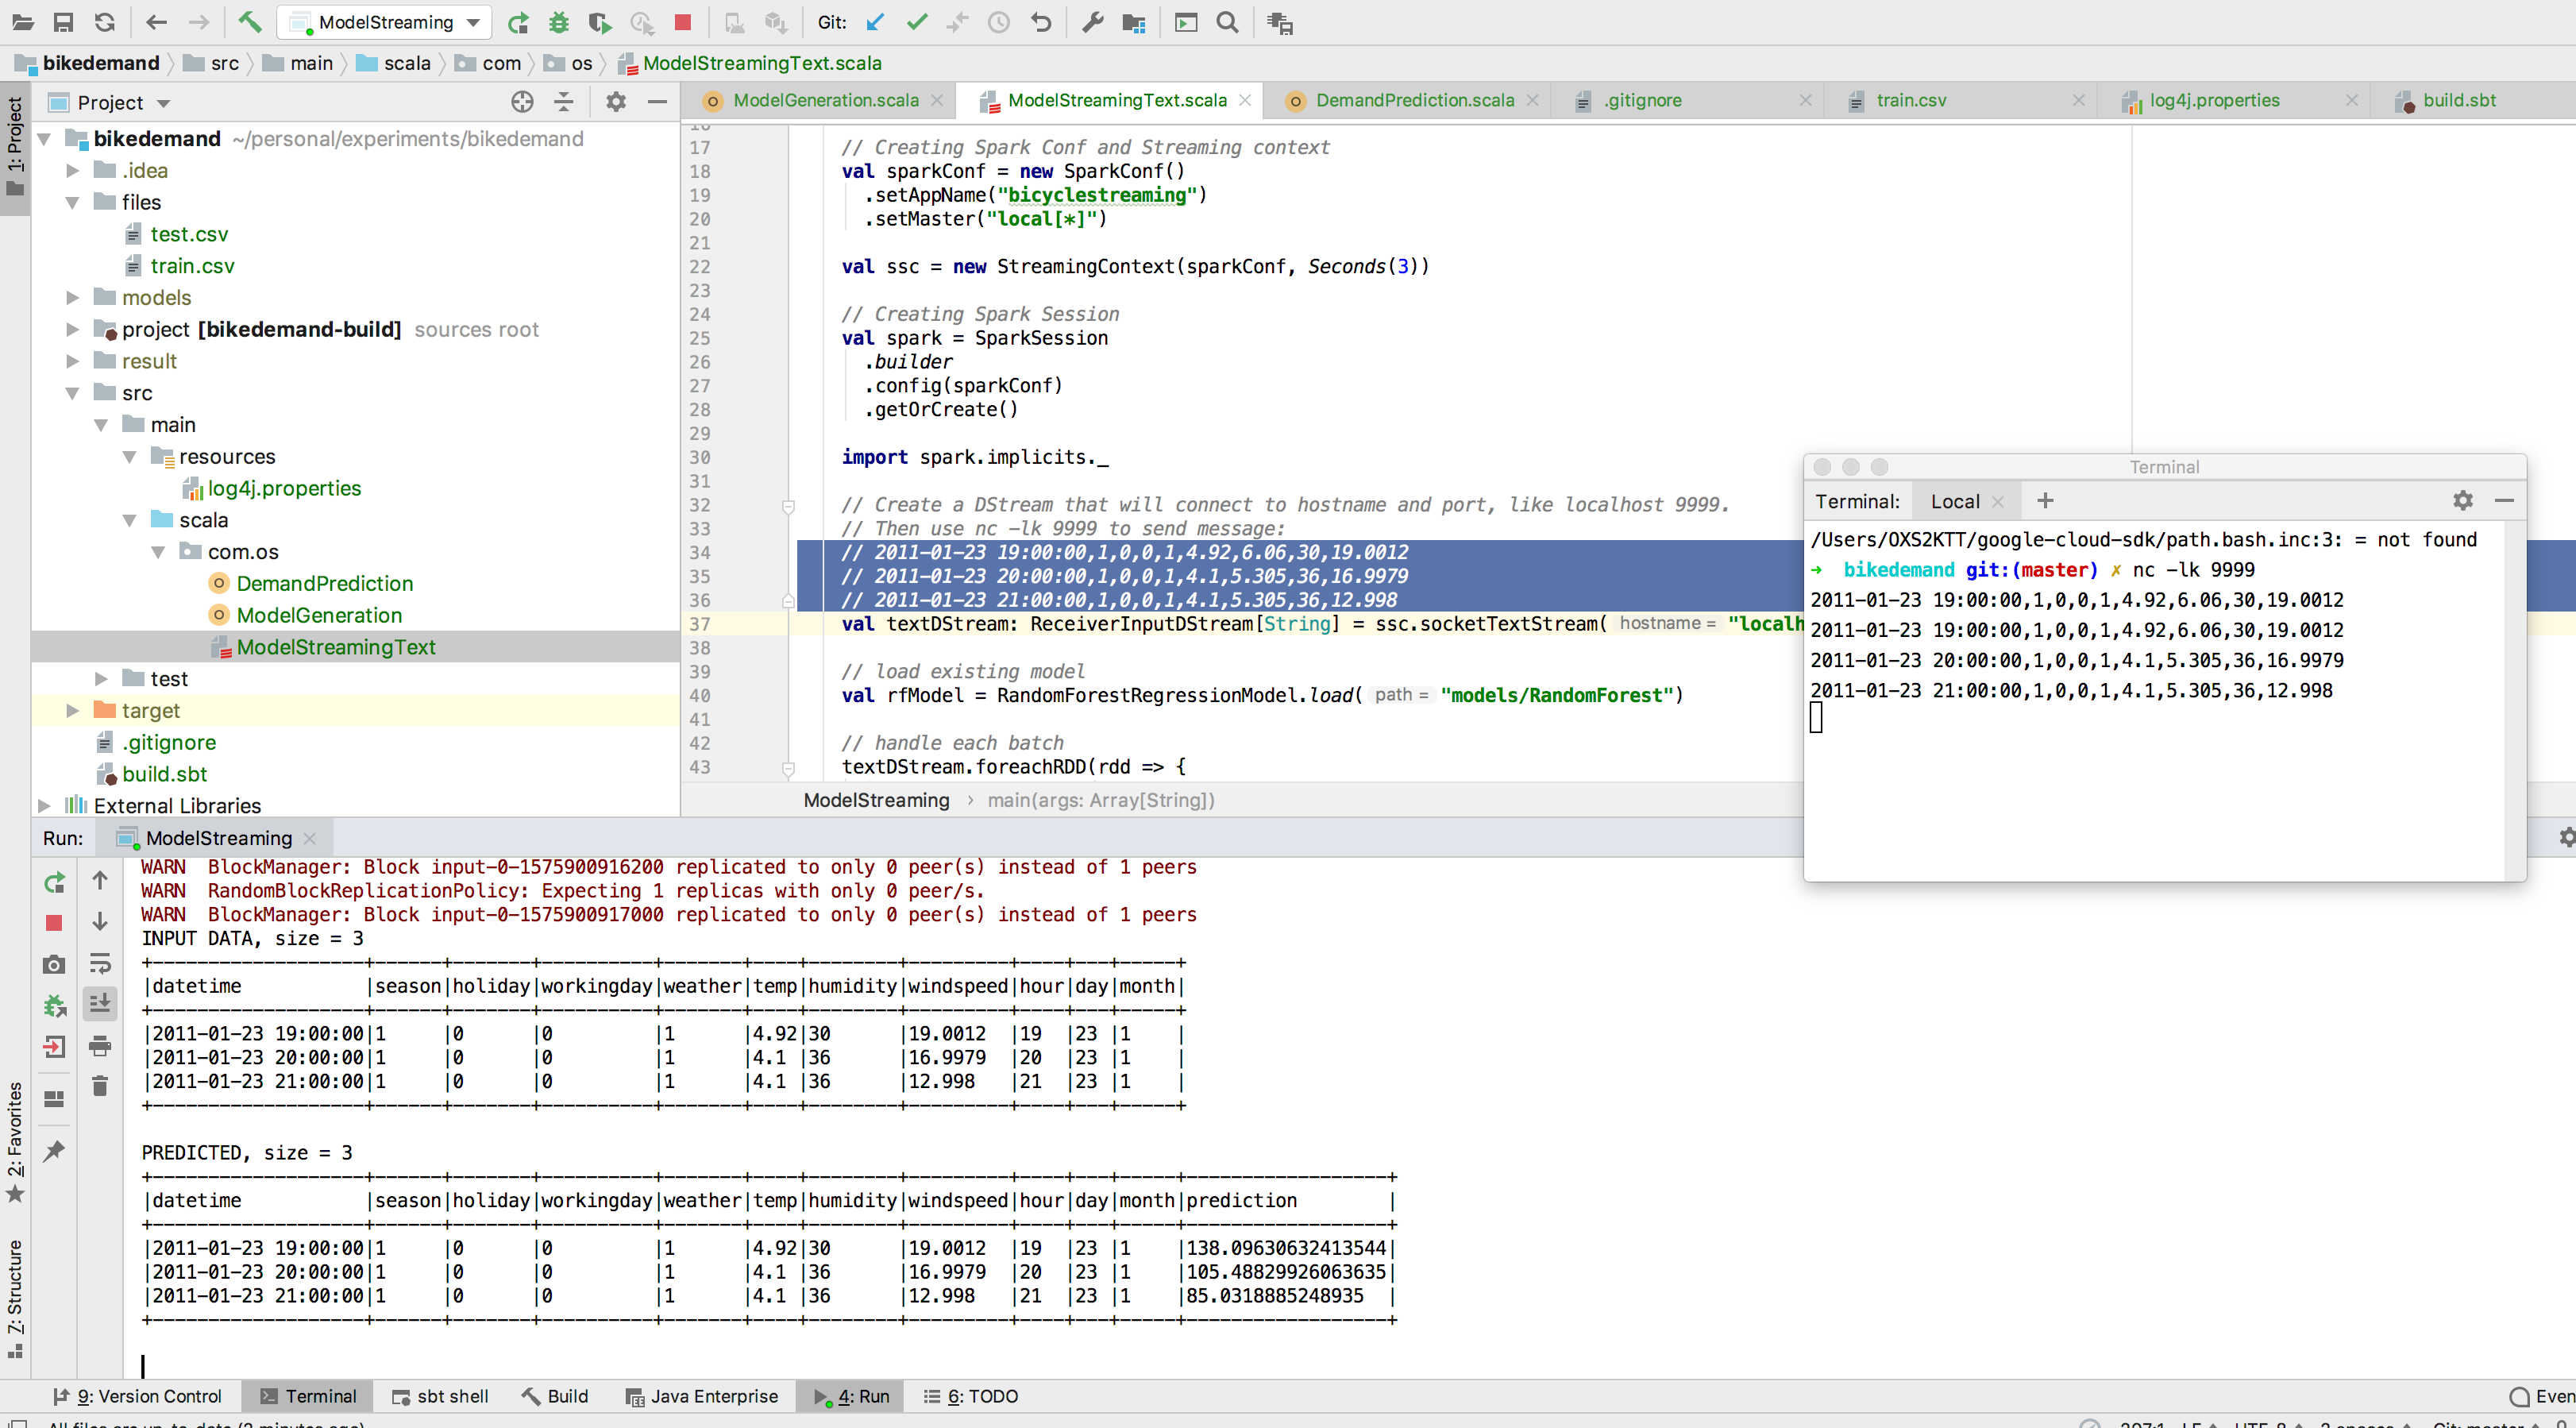 ModelStreaming
Git:
bikedemand
src
main
scala
com
os
ModelStreamingText.scala
1: Project
Project
bikedemand ~/personal/experiments/bikedemand
.idea
files
test.csv
train.csv
models
project [bikedemand-build] sources root
result
src
main
resources
log4j.properties
scala
com.os
DemandPrediction
ModelGeneration
ModelStreamingText
test
target
.gitignore
build.sbt
External Libraries
ModelGeneration.scala
ModelStreamingText.scala
DemandPrediction.scala
.gitignore
train.csv
log4j.properties
build.sbt
17 // Creating Spark Conf and Streaming context
18 val sparkConf = new SparkConf()
19 .setAppName("bicyclestreaming")
20 .setMaster("local[*]")
21
22 val ssc = new StreamingContext(sparkConf, Seconds(3))
23
24 // Creating Spark Session
25 val spark = SparkSession
26 .builder
27 .config(sparkConf)
28 .getOrCreate()
29
30 import spark.implicits._
31
32 // Create a DStream that will connect to hostname and port, like localhost 9999.
33 // Then use nc -lk 9999 to send message:
34 // 2011-01-23 19:00:00,1,0,0,1,4.92,6.06,30,19.0012
35 // 2011-01-23 20:00:00,1,0,0,1,4.1,5.305,36,16.9979
36 // 2011-01-23 21:00:00,1,0,0,1,4.1,5.305,36,12.998
37 val textDStream: ReceiverInputDStream[String] = ssc.socketTextStream( hostname = "localh
38
39 // load existing model
40 val rfModel = RandomForestRegressionModel.load( path = "models/RandomForest")
41
42 // handle each batch
43 textDStream.foreachRDD(rdd => {
ModelStreaming › main(args: Array[String])
Terminal
Terminal: Local +
/Users/OXS2KTT/google-cloud-sdk/path.bash.inc:3: = not found
→ bikedemand git:(master) ✗ nc -lk 9999
2011-01-23 19:00:00,1,0,0,1,4.92,6.06,30,19.0012
2011-01-23 19:00:00,1,0,0,1,4.92,6.06,30,19.0012
2011-01-23 20:00:00,1,0,0,1,4.1,5.305,36,16.9979
2011-01-23 21:00:00,1,0,0,1,4.1,5.305,36,12.998
Run: ModelStreaming
WARN BlockManager: Block input-0-1575900916200 replicated to only 0 peer(s) instead of 1 peers
WARN RandomBlockReplicationPolicy: Expecting 1 replicas with only 0 peer/s.
WARN BlockManager: Block input-0-1575900917000 replicated to only 0 peer(s) instead of 1 peers
INPUT DATA, size = 3
+-------------------+------+-------+----------+-------+----+--------+---------+----+---+-----+
|datetime |season|holiday|workingday|weather|temp|humidity|windspeed|hour|day|month|
+-------------------+------+-------+----------+-------+----+--------+---------+----+---+-----+
|2011-01-23 19:00:00|1 |0 |0 |1 |4.92|30 |19.0012 |19 |23 |1 |
|2011-01-23 20:00:00|1 |0 |0 |1 |4.1 |36 |16.9979 |20 |23 |1 |
|2011-01-23 21:00:00|1 |0 |0 |1 |4.1 |36 |12.998 |21 |23 |1 |
+-------------------+------+-------+----------+-------+----+--------+---------+----+---+-----+
PREDICTED, size = 3
+-------------------+------+-------+----------+-------+----+--------+---------+----+---+-----+------------------+
|datetime |season|holiday|workingday|weather|temp|humidity|windspeed|hour|day|month|prediction |
+-------------------+------+-------+----------+-------+----+--------+---------+----+---+-----+------------------+
|2011-01-23 19:00:00|1 |0 |0 |1 |4.92|30 |19.0012 |19 |23 |1 |138.09630632413544|
|2011-01-23 20:00:00|1 |0 |0 |1 |4.1 |36 |16.9979 |20 |23 |1 |105.48829926063635|
|2011-01-23 21:00:00|1 |0 |0 |1 |4.1 |36 |12.998 |21 |23 |1 |85.0318885248935 |
+-------------------+------+-------+----------+-------+----+--------+---------+----+---+-----+------------------+
2: Favorites
7: Structure
9: Version Control
Terminal
sbt shell
Build
Java Enterprise
4: Run
6: TODO
Even